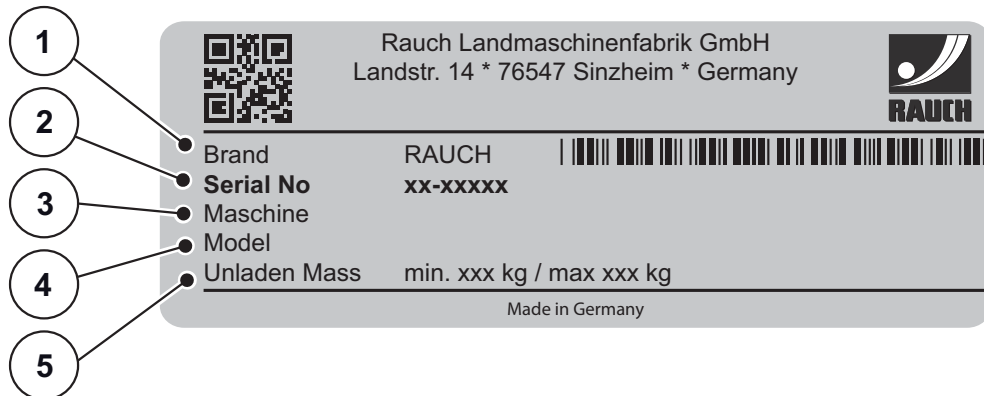 Rauch Landmaschinenfabrik GmbH
Landstr. 14 * 76547 Sinzheim * Germany
RAUCH
1
Brand RAUCH
2
Serial No xx-xxxxx
3
Maschine
4
Model
5
Unladen Mass min. xxx kg / max xxx kg
Made in Germany